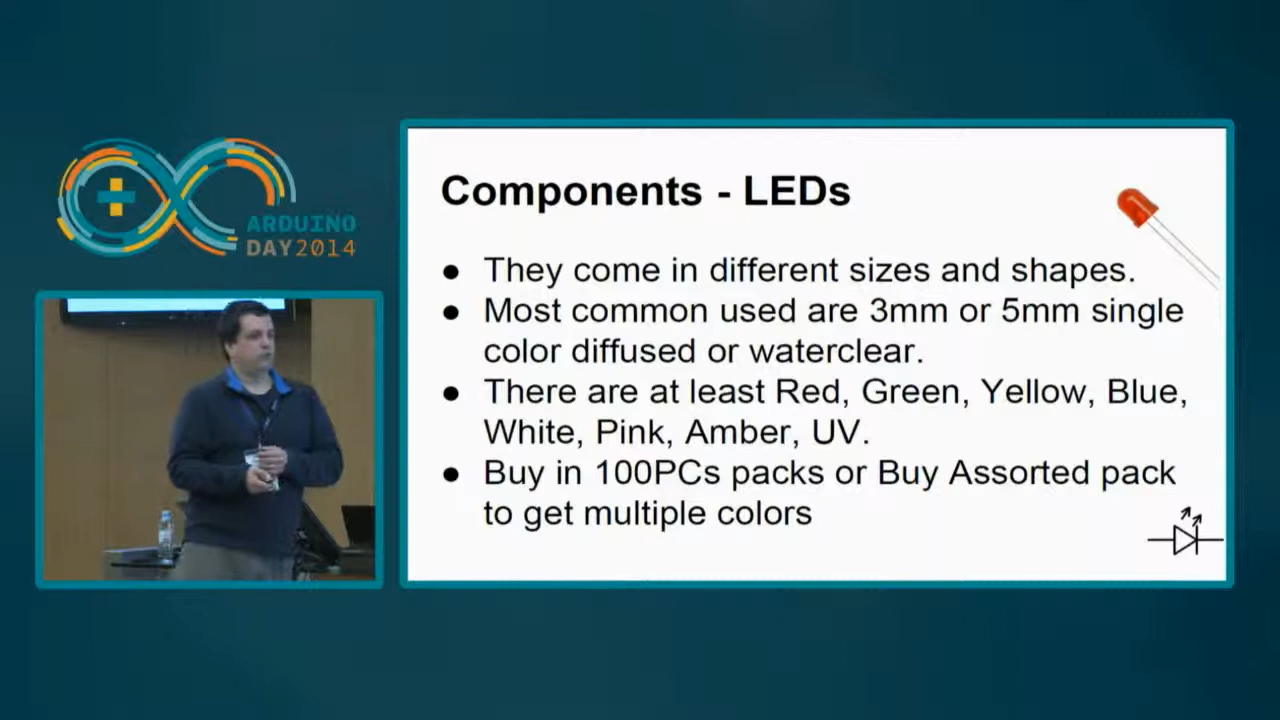 ARDUINO
DAY2014
Components - LEDs
● They come in different sizes and shapes.
● Most common used are 3mm or 5mm single
color diffused or waterclear.
● There are at least Red, Green, Yellow, Blue,
White, Pink, Amber, UV.
● Buy in 100PCs packs or Buy Assorted pack
to get multiple colors